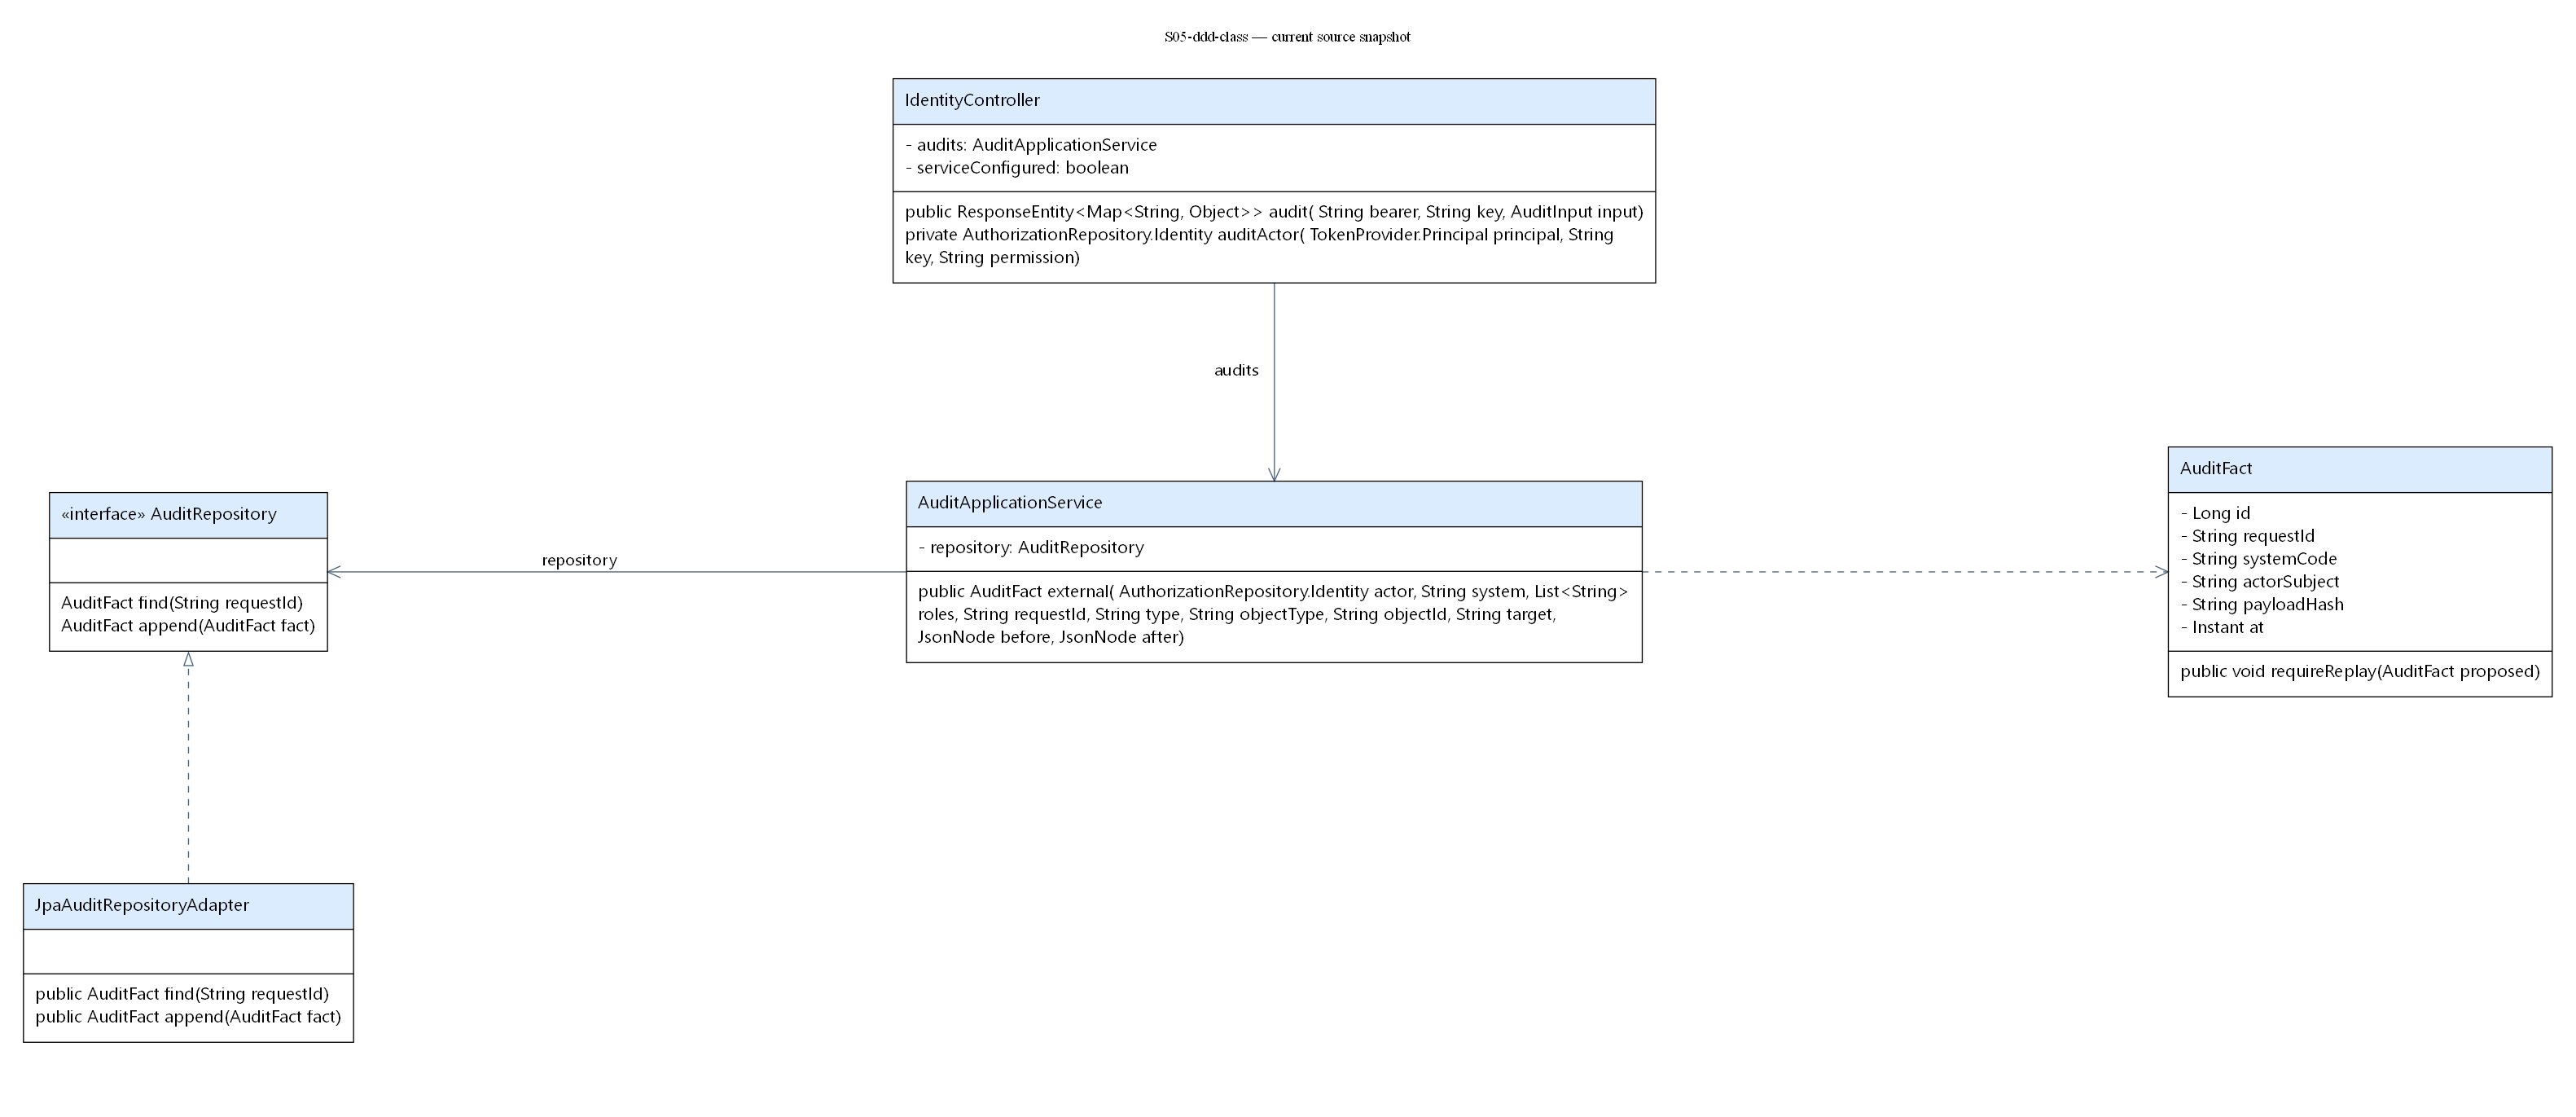 S05-ddd-class — current source snapshot
IdentityController
- audits: AuditApplicationService
- serviceConfigured: boolean
public ResponseEntity<Map<String, Object>> audit( String bearer, String key, AuditInput input)
private AuthorizationRepository.Identity auditActor( TokenProvider.Principal principal, String
key, String permission)
audits
AuditApplicationService
- repository: AuditRepository
public AuditFact external( AuthorizationRepository.Identity actor, String system, List<String>
roles, String requestId, String type, String objectType, String objectId, String target,
JsonNode before, JsonNode after)
repository
«interface» AuditRepository
AuditFact find(String requestId)
AuditFact append(AuditFact fact)
AuditFact
- Long id
- String requestId
- String systemCode
- String actorSubject
- String payloadHash
- Instant at
public void requireReplay(AuditFact proposed)
JpaAuditRepositoryAdapter
public AuditFact find(String requestId)
public AuditFact append(AuditFact fact)